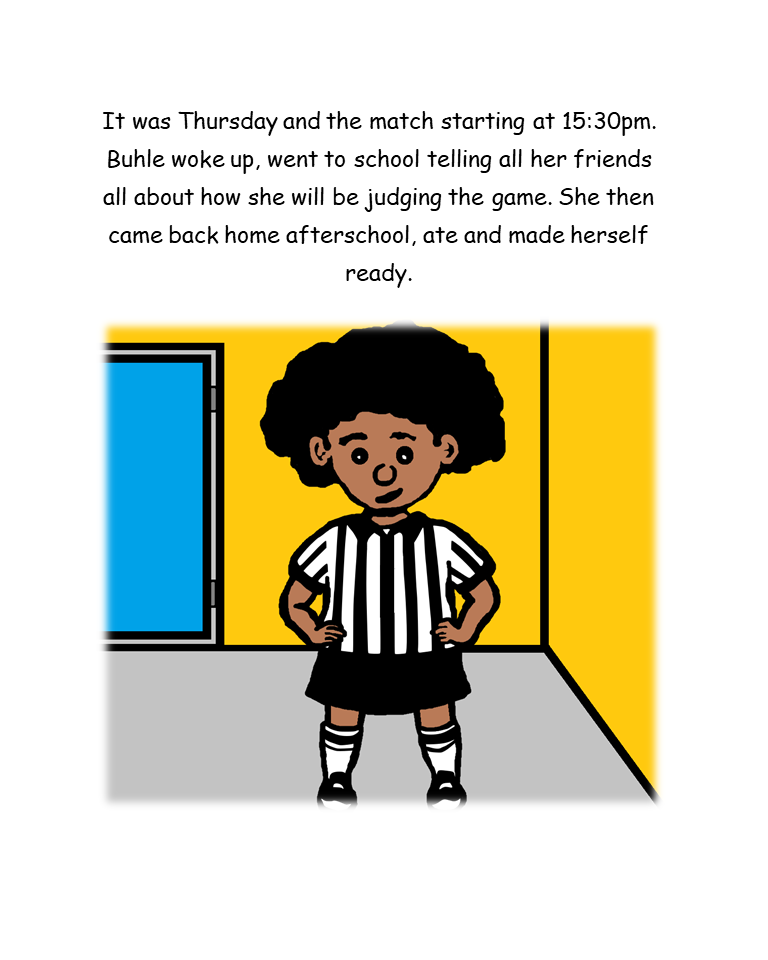 It was Thursday and the match starting at 15:30pm.
Buhle woke up, went to school telling all her friends
all about how she will be judging the game. She then
came back home afterschool, ate and made herself
ready.